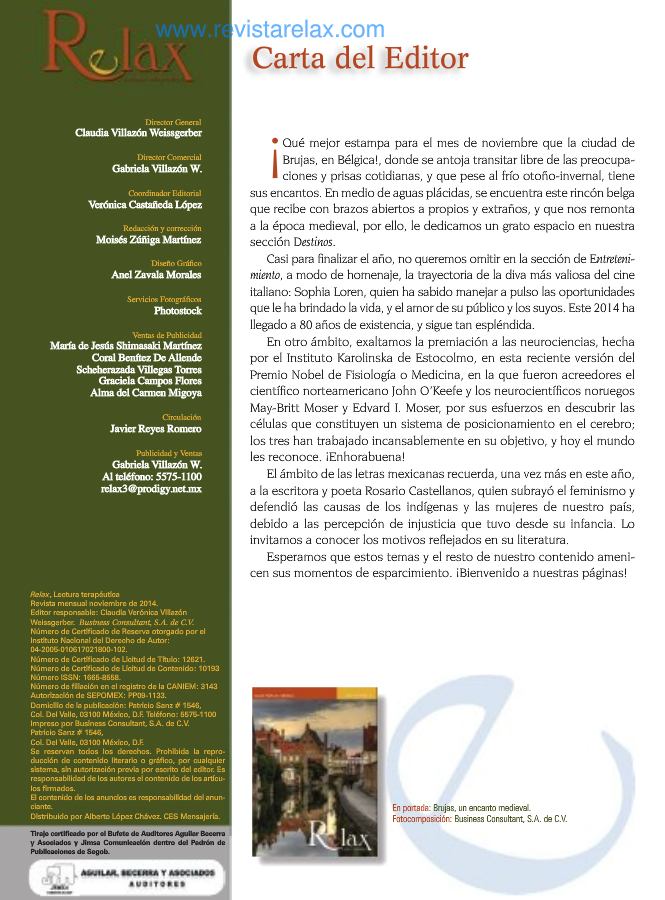 www.revistarelax.com
Relax
Carta del Editor
Director General
Claudia Villazón Weissgerber
Director Comercial
Gabriela Villazón W.
Coordinador Editorial
Verónica Castañeda López
Redacción y corrección
Moisés Zúñiga Martínez
Diseño Gráfico
Anel Zavala Morales
Servicios Fotográficos
Photostock
Ventas de Publicidad
María de Jesús Shimasaki Martínez
Coral Benítez De Allende
Scheherazada Villegas Torres
Graciela Campos Flores
Alma del Carmen Migoya
Circulación
Javier Reyes Romero
Publicidad y Ventas
Gabriela Villazón W.
Al teléfono: 5575-1100
relax3@prodigy.net.mx
Relax, Lectura terapéutica
Revista mensual noviembre de 2014.
Editor responsable: Claudia Verónica Villazón
Weissgerber. Business Consultant, S.A. de C.V.
Número de Certificado de Reserva otorgado por el
Instituto Nacional del Derecho de Autor:
04-2005-010617021800-102.
Número de Certificado de Licitud de Título: 12621.
Número de Certificado de Licitud de Contenido: 10193
Número ISSN: 1665-8558.
Número de filiación en el registro de la CANIEM: 3143
Autorización de SEPOMEX: PP09-1133.
Domicilio de la publicación: Patricio Sanz # 1546,
Col. Del Valle, 03100 México, D.F. Teléfono: 5575-1100
Impreso por Business Consultant, S.A. de C.V.
Patricio Sanz # 1546,
Col. Del Valle, 03100 México, D.F.
Se reservan todos los derechos. Prohibida la repro-
ducción de contenido literario o gráfico, por cualquier
sistema, sin autorización previa por escrito del editor. Es
responsabilidad de los autores el contenido de los artícu-
los firmados.
El contenido de los anuncios es responsabilidad del anun-
ciante.
Distribuido por Alberto López Chávez. CES Mensajería.
Tiraje certificado por el Bufete de Auditores Aguilar Becerra
y Asociados y Jimsa Comunicación dentro del Padrón de
Publicaciones de Segob.
AGUILAR, BECERRA Y ASOCIADOS
AUDITORES
¡Qué mejor estampa para el mes de noviembre que la ciudad de
Brujas, en Bélgica!, donde se antoja transitar libre de las preocupa-
ciones y prisas cotidianas, y que pese al frío otoño-invernal, tiene
sus encantos. En medio de aguas plácidas, se encuentra este rincón belga
que recibe con brazos abiertos a propios y extraños, y que nos remonta
a la época medieval, por ello, le dedicamos un grato espacio en nuestra
sección Destinos.
Casi para finalizar el año, no queremos omitir en la sección de Entreteni-
miento, a modo de homenaje, la trayectoria de la diva más valiosa del cine
italiano: Sophia Loren, quien ha sabido manejar a pulso las oportunidades
que le ha brindado la vida, y el amor de su público y los suyos. Este 2014 ha
llegado a 80 años de existencia, y sigue tan espléndida.
En otro ámbito, exaltamos la premiación a las neurociencias, hecha
por el Instituto Karolinska de Estocolmo, en esta reciente versión del
Premio Nobel de Fisiología o Medicina, en la que fueron acreedores el
científico norteamericano John O'Keefe y los neurocientíficos noruegos
May-Britt Moser y Edvard I. Moser, por sus esfuerzos en descubrir las
células que constituyen un sistema de posicionamiento en el cerebro;
los tres han trabajado incansablemente en su objetivo, y hoy el mundo
les reconoce. ¡Enhorabuena!
El ámbito de las letras mexicanas recuerda, una vez más en este año,
a la escritora y poeta Rosario Castellanos, quien subrayó el feminismo y
defendió las causas de los indígenas y las mujeres de nuestro país,
debido a las percepción de injusticia que tuvo desde su infancia. Lo
invitamos a conocer los motivos reflejados en su literatura.
Esperamos que estos temas y el resto de nuestro contenido ameni-
cen sus momentos de esparcimiento. ¡Bienvenido a nuestras páginas!
Relax
En portada: Brujas, un encanto medieval.
Fotocomposición: Business Consultant, S.A. de C.V.